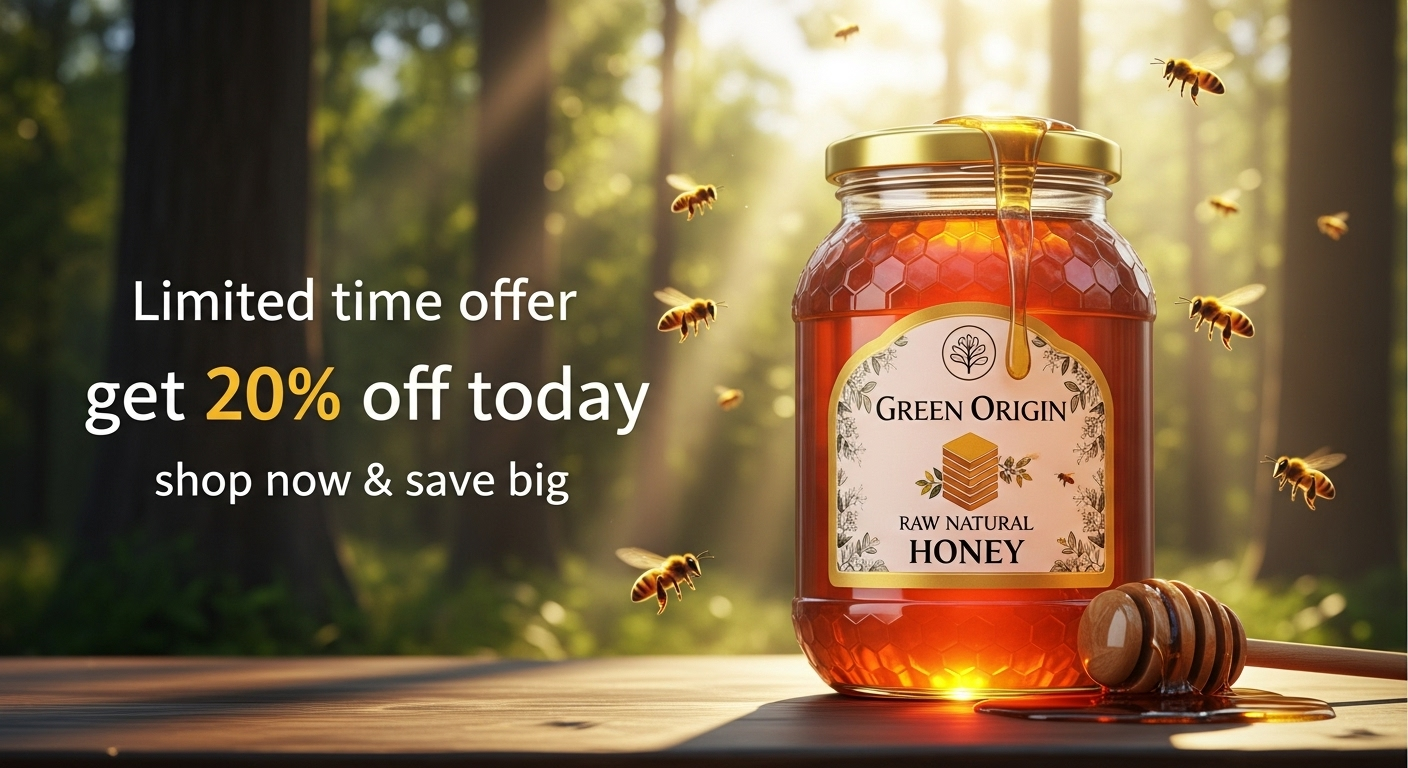 Limited time offer
get 20% off today
shop now & save big
GREEN ORIGIN
RAW NATURAL
HONEY